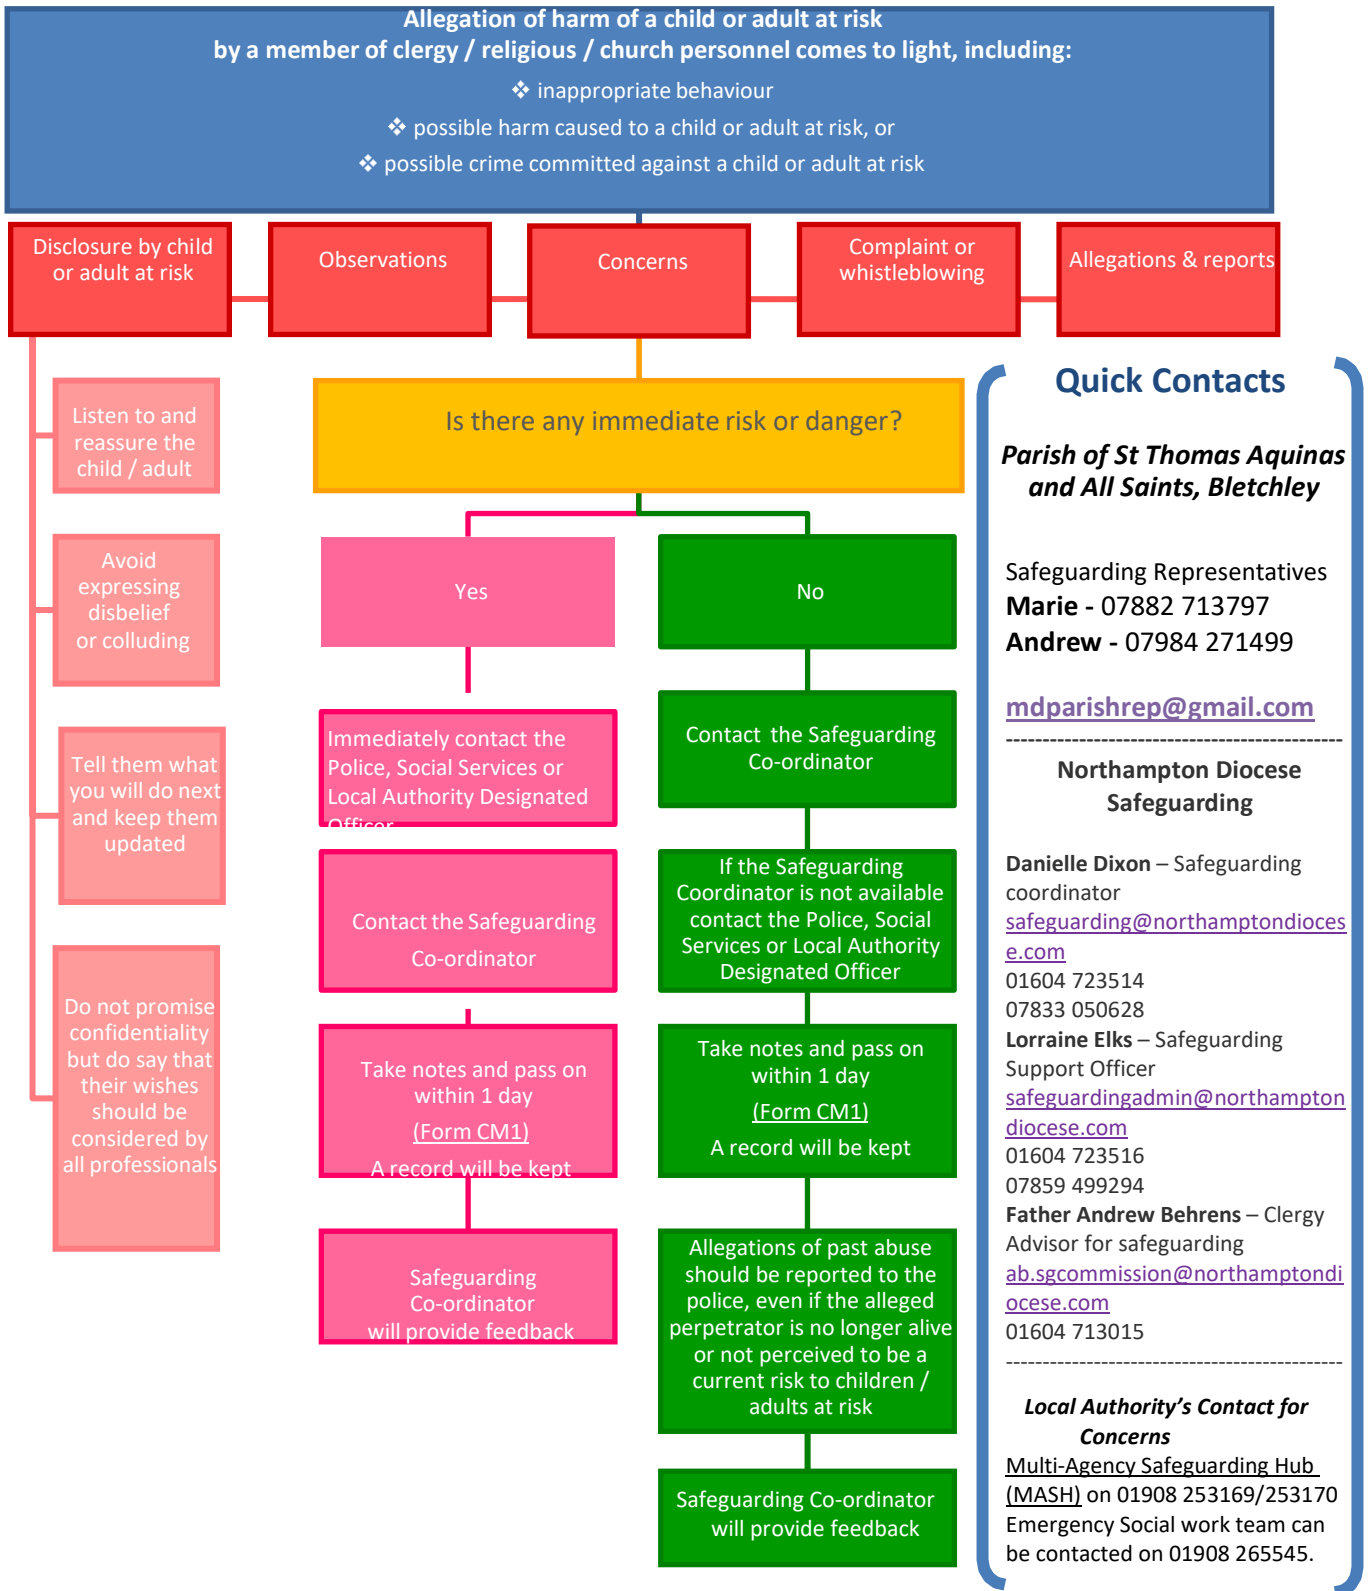 Allegation of harm of a child or adult at risk
by a member of clergy / religious / church personnel comes to light, including:
❖ inappropriate behaviour
❖ possible harm caused to a child or adult at risk, or
❖ possible crime committed against a child or adult at risk
Disclosure by child
or adult at risk
Observations
Concerns
Complaint or
whistleblowing
Allegations & reports
Listen to and
reassure the
child / adult
Avoid
expressing
disbelief
or colluding
Tell them what
you will do next
and keep them
updated
Do not promise
confidentiality
but do say that
their wishes
should be
considered by
all professionals
Is there any immediate risk or danger?
Yes
Immediately contact the
Police, Social Services or
Local Authority Designated
Officer
Contact the Safeguarding
Co-ordinator
Take notes and pass on
within 1 day
(Form CM1)
A record will be kept
Safeguarding
Co-ordinator
will provide feedback
No
Contact the Safeguarding
Co-ordinator
If the Safeguarding
Coordinator is not available
contact the Police, Social
Services or Local Authority
Designated Officer
Take notes and pass on
within 1 day
(Form CM1)
A record will be kept
Allegations of past abuse
should be reported to the
police, even if the alleged
perpetrator is no longer alive
or not perceived to be a
current risk to children /
adults at risk
Safeguarding Co-ordinator
will provide feedback
Quick Contacts
Parish of St Thomas Aquinas
and All Saints, Bletchley
Safeguarding Representatives
Marie - 07882 713797
Andrew - 07984 271499
mdparishrep@gmail.com
----------------------------------------------
Northampton Diocese
Safeguarding
Danielle Dixon – Safeguarding
coordinator
safeguarding@northamptondioces
e.com
01604 723514
07833 050628
Lorraine Elks – Safeguarding
Support Officer
safeguardingadmin@northampton
diocese.com
01604 723516
07859 499294
Father Andrew Behrens – Clergy
Advisor for safeguarding
ab.sgcommission@northamptondi
ocese.com
01604 713015
----------------------------------------------
Local Authority's Contact for
Concerns
Multi-Agency Safeguarding Hub
(MASH) on 01908 253169/253170
Emergency Social work team can
be contacted on 01908 265545.